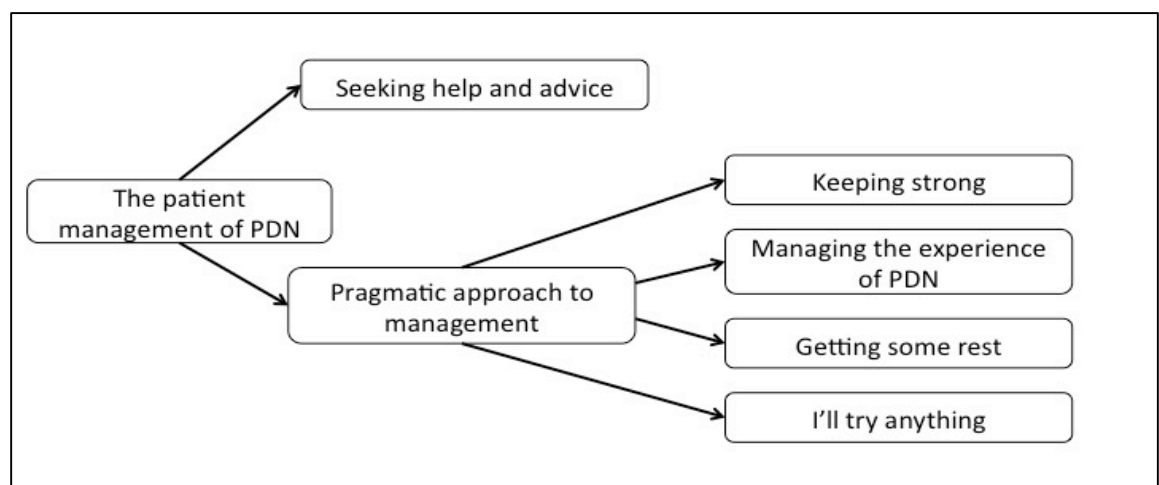 Seeking help and advice
The patient
management of PDN
Pragmatic approach to
management
Keeping strong
Managing the experience
of PDN
Getting some rest
I’ll try anything